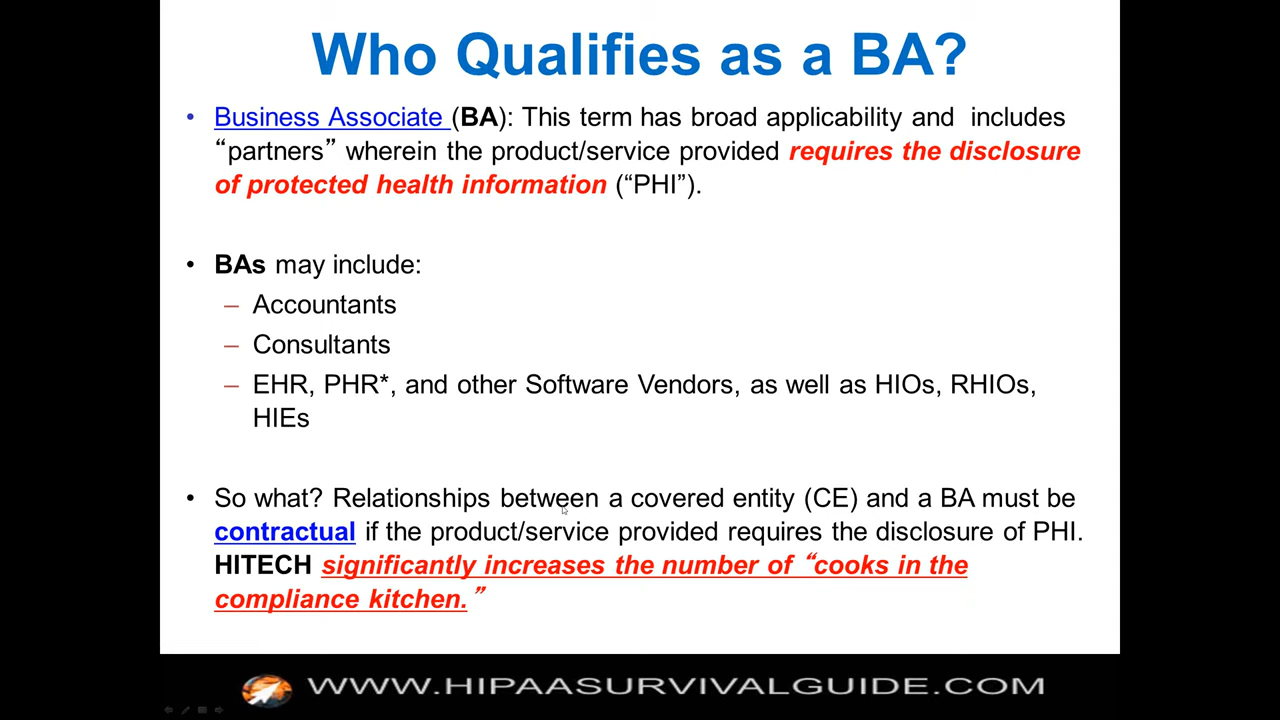 Who Qualifies as a BA?
• Business Associate (BA): This term has broad applicability and includes
“partners” wherein the product/service provided requires the disclosure
of protected health information (“PHI”).
• BAs may include:
– Accountants
– Consultants
– EHR, PHR*, and other Software Vendors, as well as HIOs, RHIOs,
HIEs
• So what? Relationships between a covered entity (CE) and a BA must be
contractual if the product/service provided requires the disclosure of PHI.
HITECH significantly increases the number of “cooks in the
compliance kitchen.”
WWW.HIPAASURVIVALGUIDE.COM